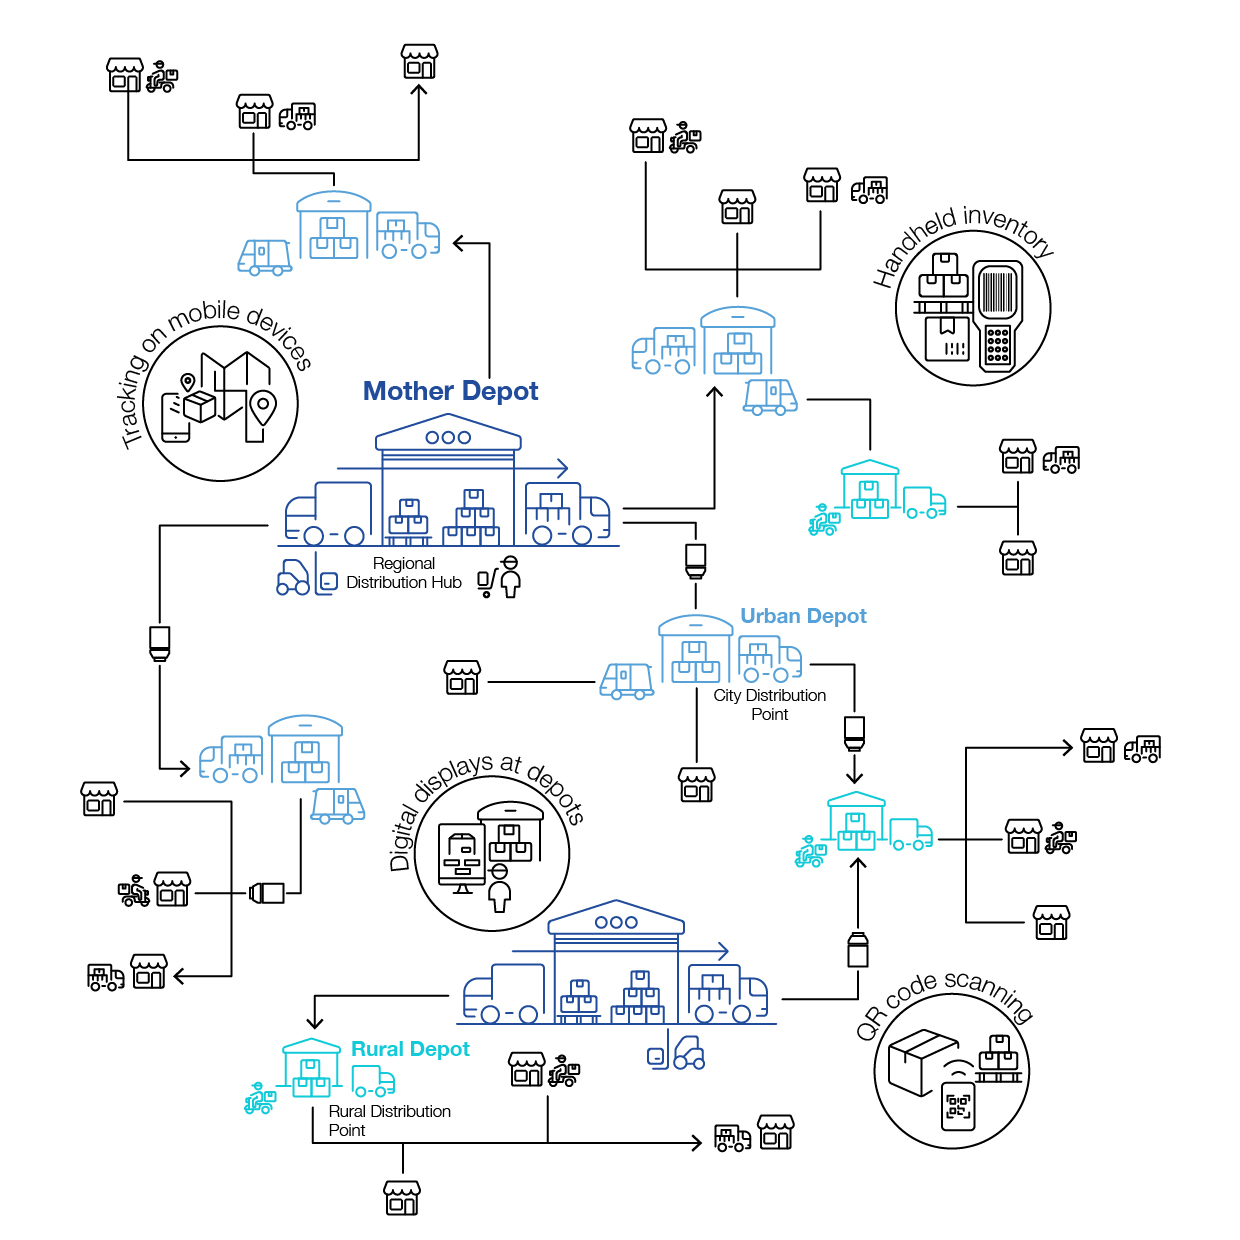 Handheld inventory
Tracking on mobile devices
Mother Depot
Regional
Distribution Hub
Urban Depot
City Distribution
Point
Digital displays at depots
QR code scanning
Rural Depot
Rural Distribution
Point